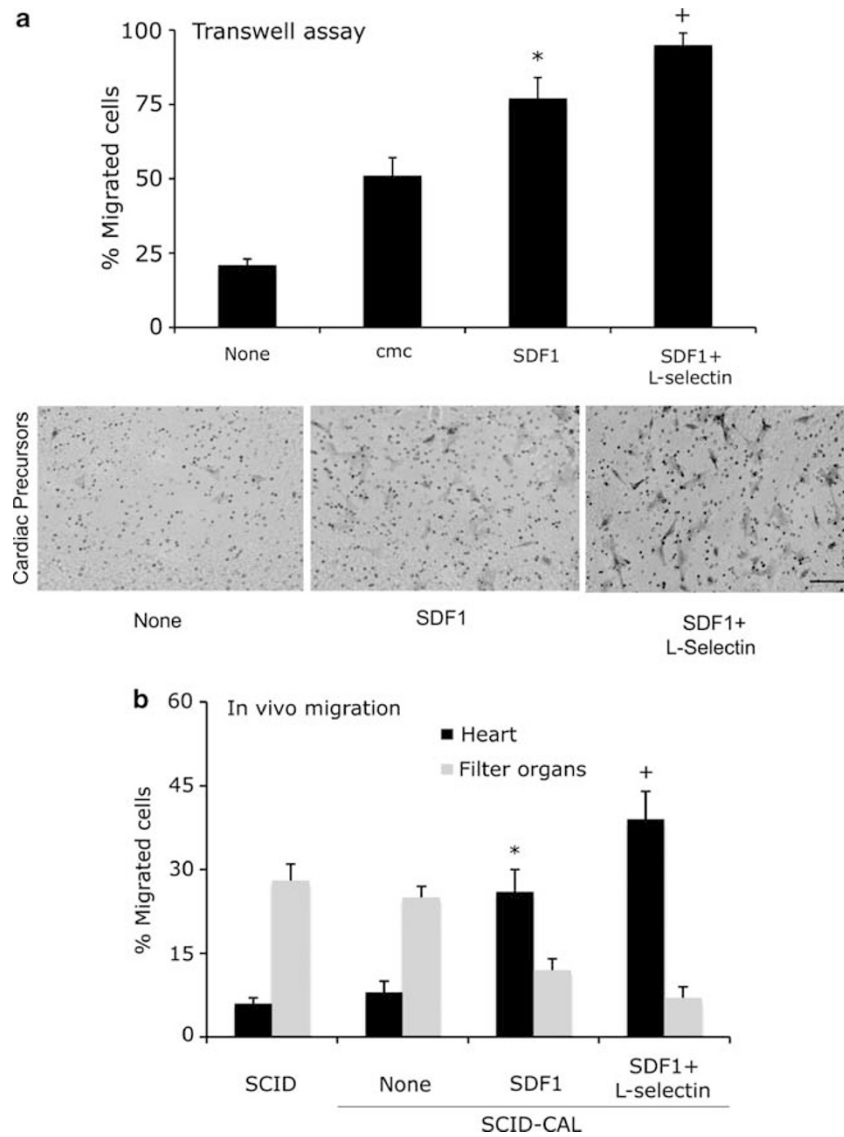 a
Transwell assay
% Migrated cells
100
75
50
25
0
*
+
None
cmc
SDF1
SDF1+
L-selectin
Cardiac Precursors
None
SDF1
SDF1+
L-Selectin
b
In vivo migration
Heart
Filter organs
% Migrated cells
60
45
30
15
0
*
+
SCID
None
SDF1
SDF1+
L-selectin
SCID-CAL